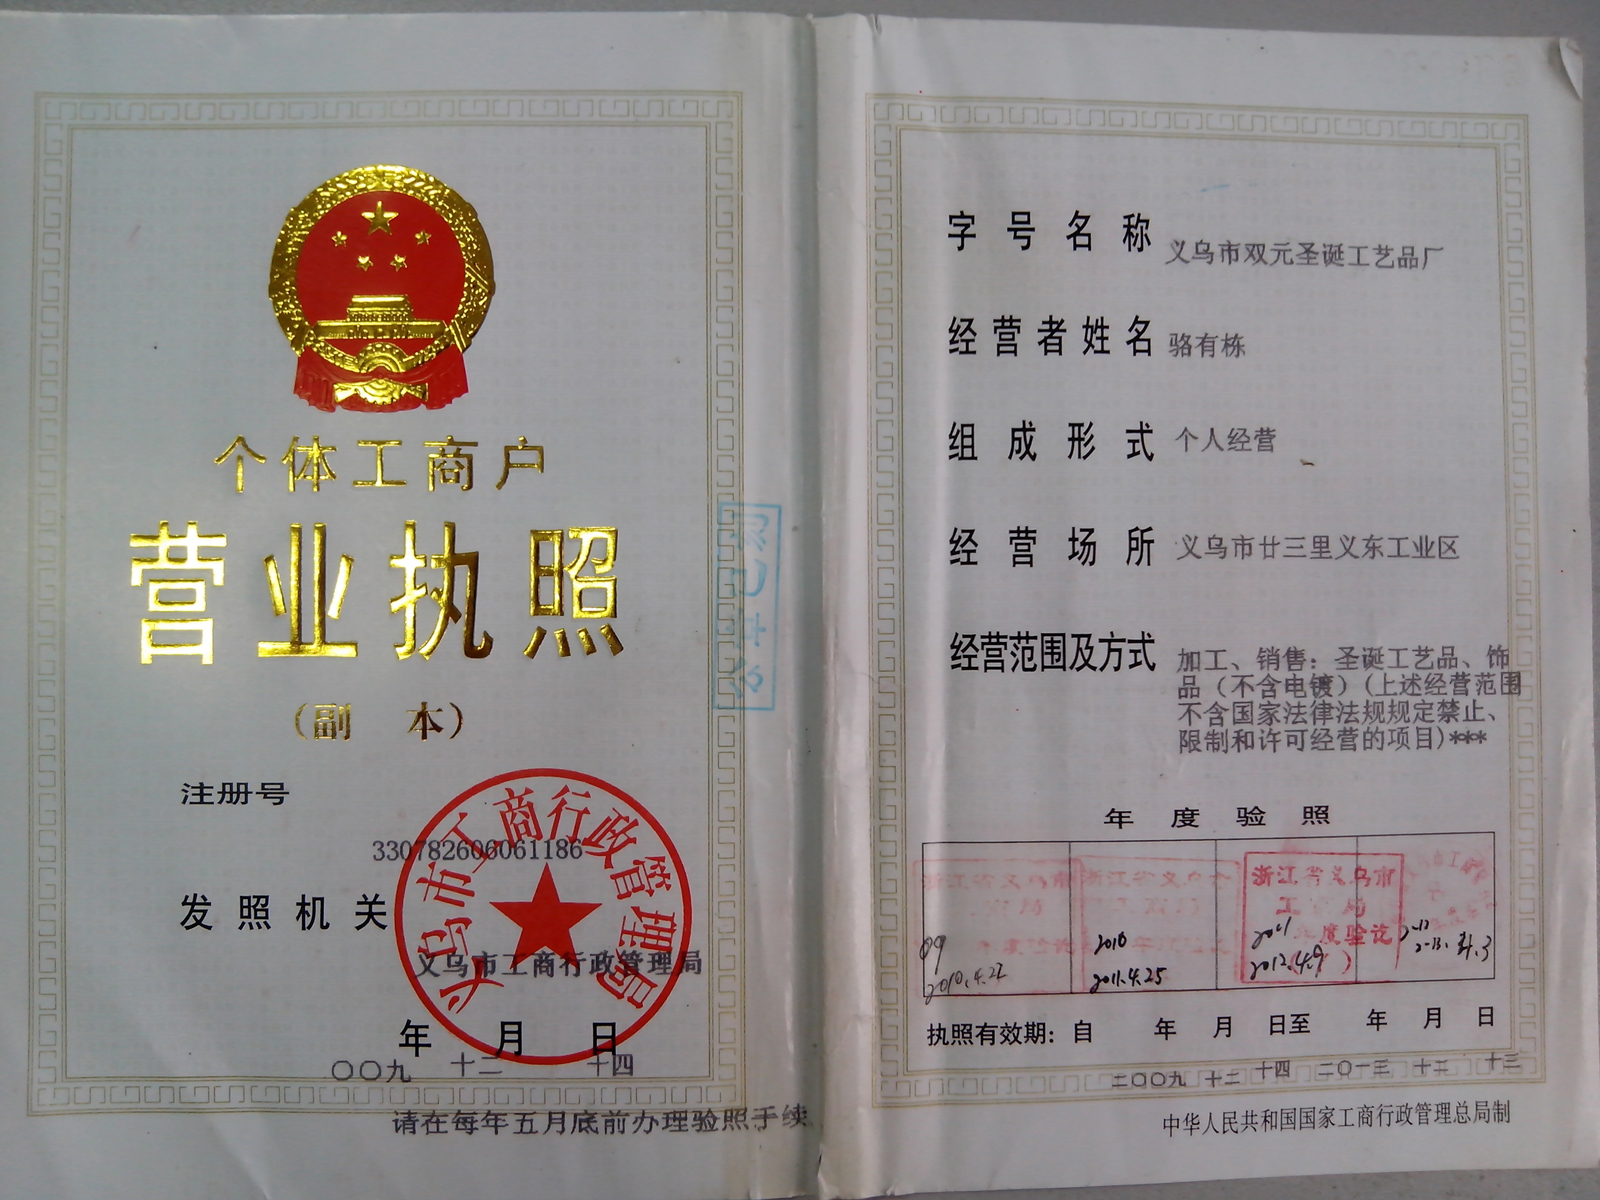 个体工商户
营业执照
(副 本)
注册号
330782606061186
发照机关
义乌市工商行政管理局
义乌市工商行政管理局
年 月 日
〇〇九 十二 十四
请在每年五月底前办理验照手续
字号名称 义乌市双元圣诞工艺品厂
经营者姓名 骆有栋
组成形式 个人经营
经营场所 义乌市廿三里义东工业区
经营范围及方式 加工、销售：圣诞工艺品、饰
品（不含电镀）(上述经营范围
不含国家法律法规规定禁止、
限制和许可经营的项目)***
年度验照
浙江省义乌市 浙江省义乌市 浙江省义乌市
工 局
年度验讫
09 2010 2011
2010.4.22 2011.4.25 2012.(4.9)
执照有效期：自 年 月 日至 年 月 日
二〇〇九 十二 十四 二〇一三 十二 十三
中华人民共和国国家工商行政管理总局制